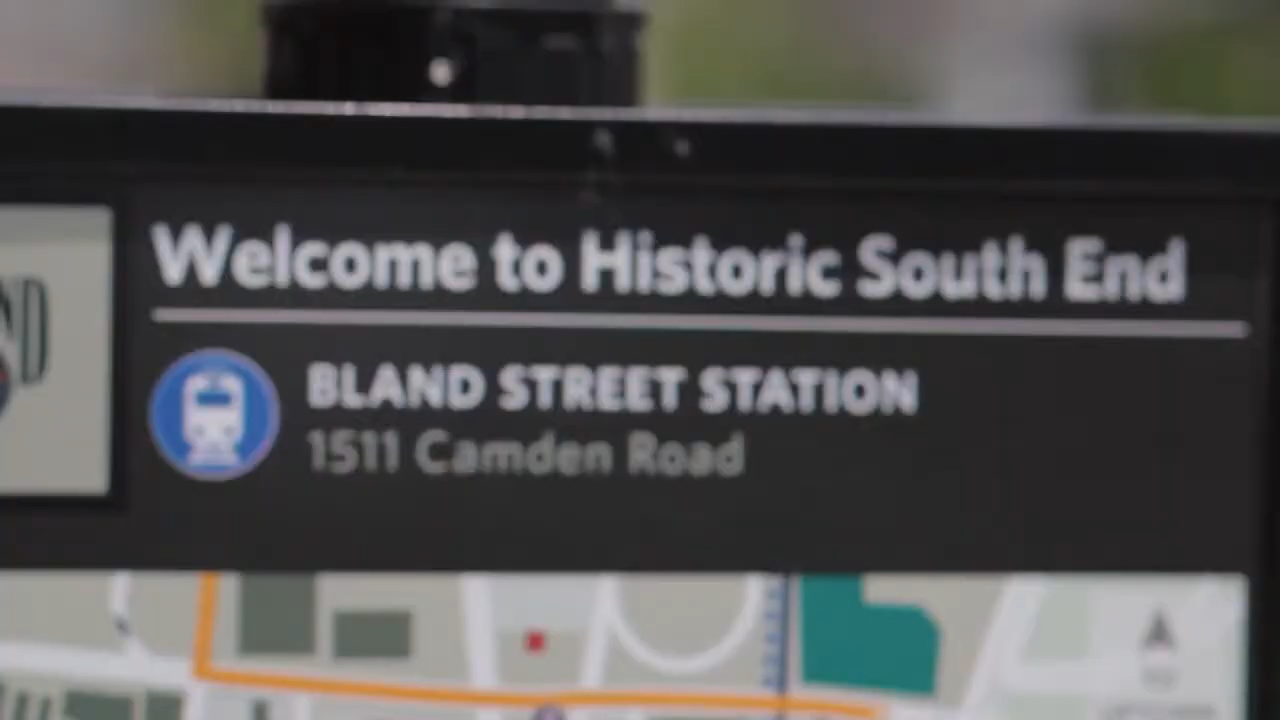 Welcome to Historic South End
BLAND STREET STATION
1511 Camden Road